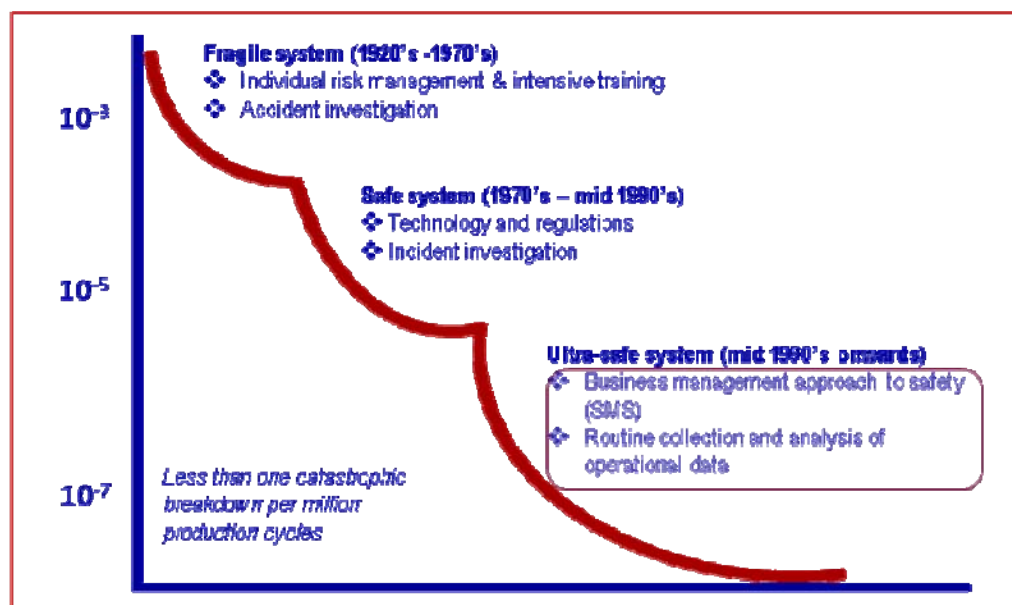 Fragile system (1920's -1970's)
❖ Individual risk management & intensive training
❖ Accident investigation
10⁻³
Safe system (1970's – mid 1990's)
❖ Technology and regulations
❖ Incident investigation
10⁻⁵
Ultra-safe system (mid 1990's onwards)
❖ Business management approach to safety
(SMS)
❖ Routine collection and analysis of
operational data
10⁻⁷
Less than one catastrophic
breakdown per million
production cycles